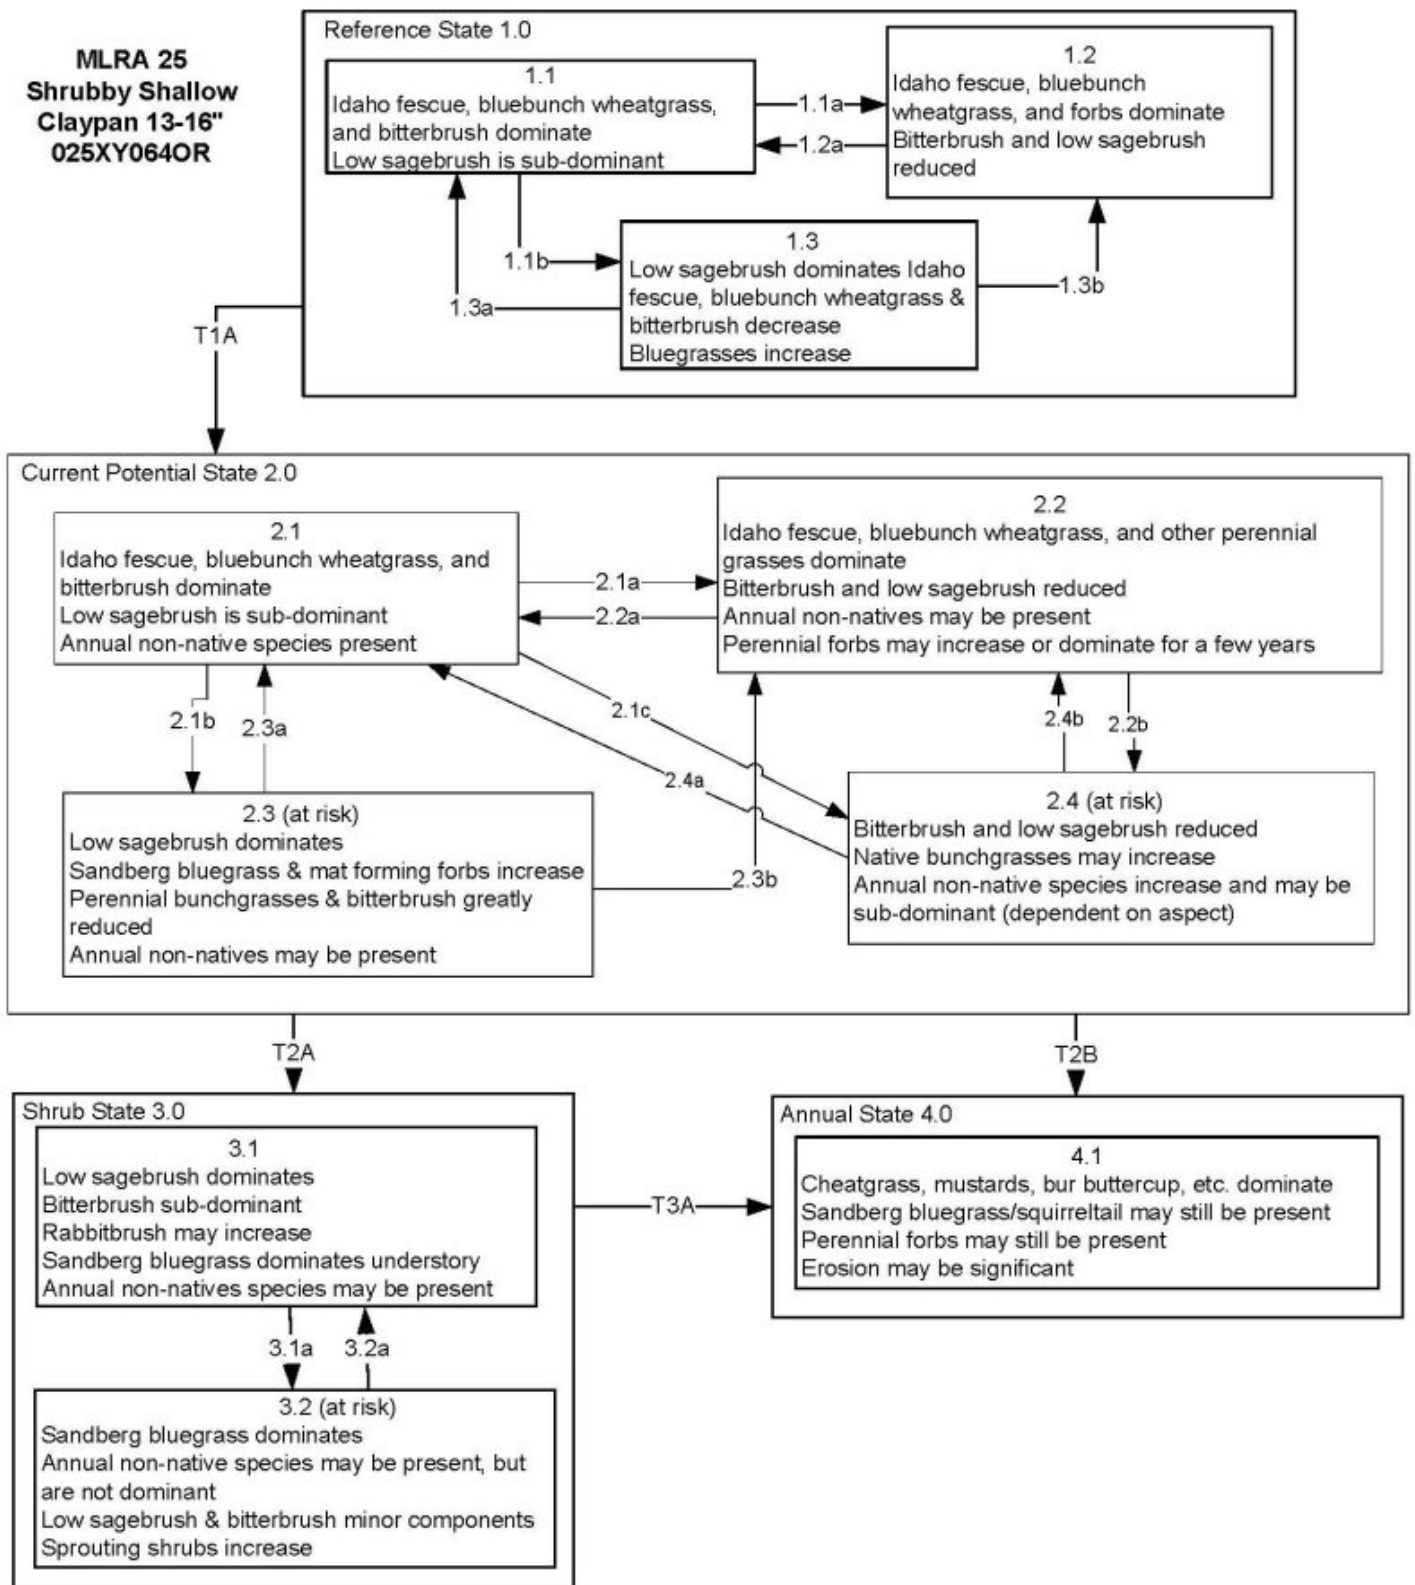 MLRA 25
Shrubby Shallow
Claypan 13-16"
025XY064OR
Reference State 1.0
1.1
Idaho fescue, bluebunch wheatgrass,
and bitterbrush dominate
Low sagebrush is sub-dominant
1.1a
1.2a
1.2
Idaho fescue, bluebunch
wheatgrass, and forbs dominate
Bitterbrush and low sagebrush
reduced
1.1b
1.3a
1.3
Low sagebrush dominates Idaho
fescue, bluebunch wheatgrass &
bitterbrush decrease
Bluegrasses increase
1.3b
T1A
Current Potential State 2.0
2.1
Idaho fescue, bluebunch wheatgrass, and
bitterbrush dominate
Low sagebrush is sub-dominant
Annual non-native species present
2.1a
2.2a
2.2
Idaho fescue, bluebunch wheatgrass, and other perennial
grasses dominate
Bitterbrush and low sagebrush reduced
Annual non-natives may be present
Perennial forbs may increase or dominate for a few years
2.1b
2.3a
2.1c
2.4a
2.4b
2.2b
2.3 (at risk)
Low sagebrush dominates
Sandberg bluegrass & mat forming forbs increase
Perennial bunchgrasses & bitterbrush greatly
reduced
Annual non-natives may be present
2.3b
2.4 (at risk)
Bitterbrush and low sagebrush reduced
Native bunchgrasses may increase
Annual non-native species increase and may be
sub-dominant (dependent on aspect)
T2A
T2B
Shrub State 3.0
3.1
Low sagebrush dominates
Bitterbrush sub-dominant
Rabbitbrush may increase
Sandberg bluegrass dominates understory
Annual non-natives species may be present
T3A
Annual State 4.0
4.1
Cheatgrass, mustards, bur buttercup, etc. dominate
Sandberg bluegrass/squirreltail may still be present
Perennial forbs may still be present
Erosion may be significant
3.1a
3.2a
3.2 (at risk)
Sandberg bluegrass dominates
Annual non-native species may be present, but
are not dominant
Low sagebrush & bitterbrush minor components
Sprouting shrubs increase